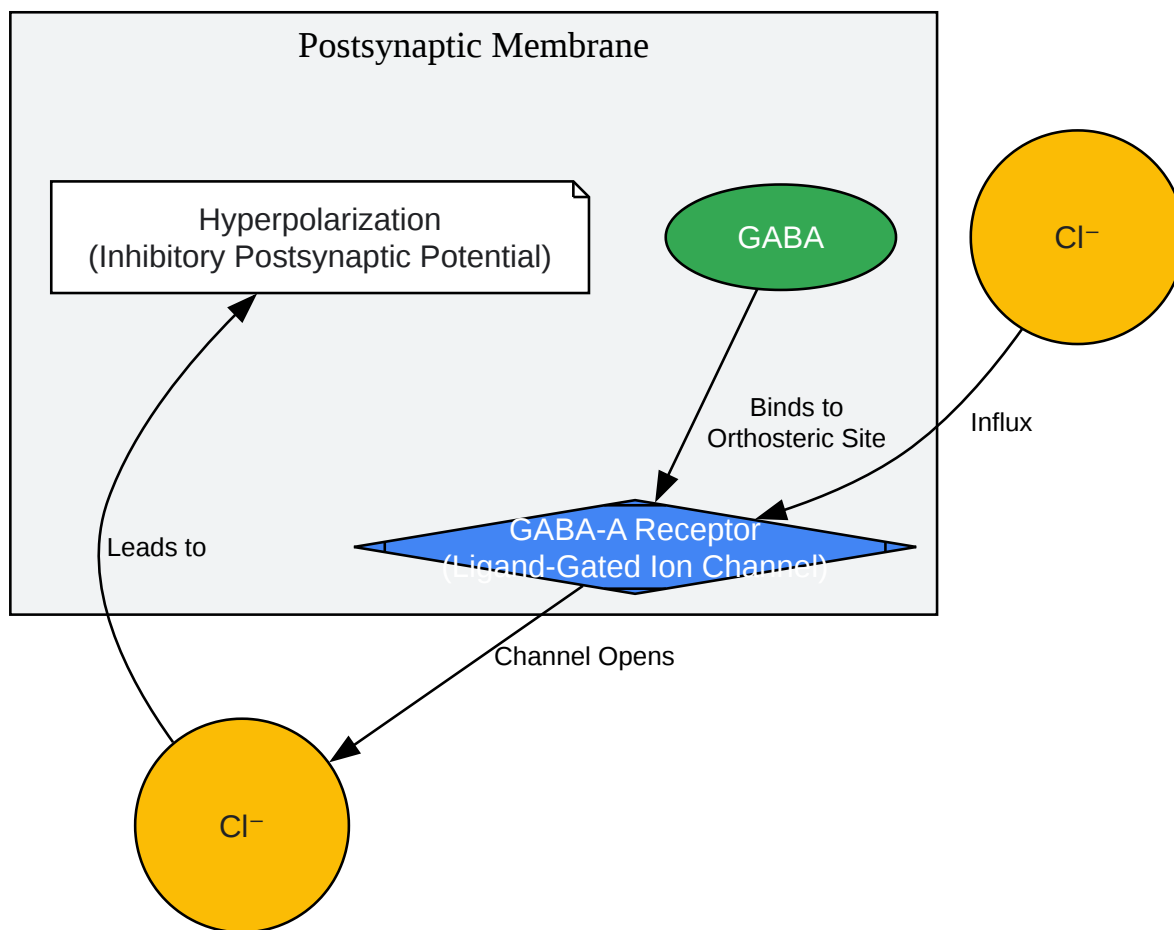 Postsynaptic Membrane
Hyperpolarization
(Inhibitory Postsynaptic Potential)
GABA
Cl⁻
Binds to
Orthosteric Site
Influx
GABA-A Receptor
(Ligand-Gated Ion Channel)
Leads to
Channel Opens
Cl⁻